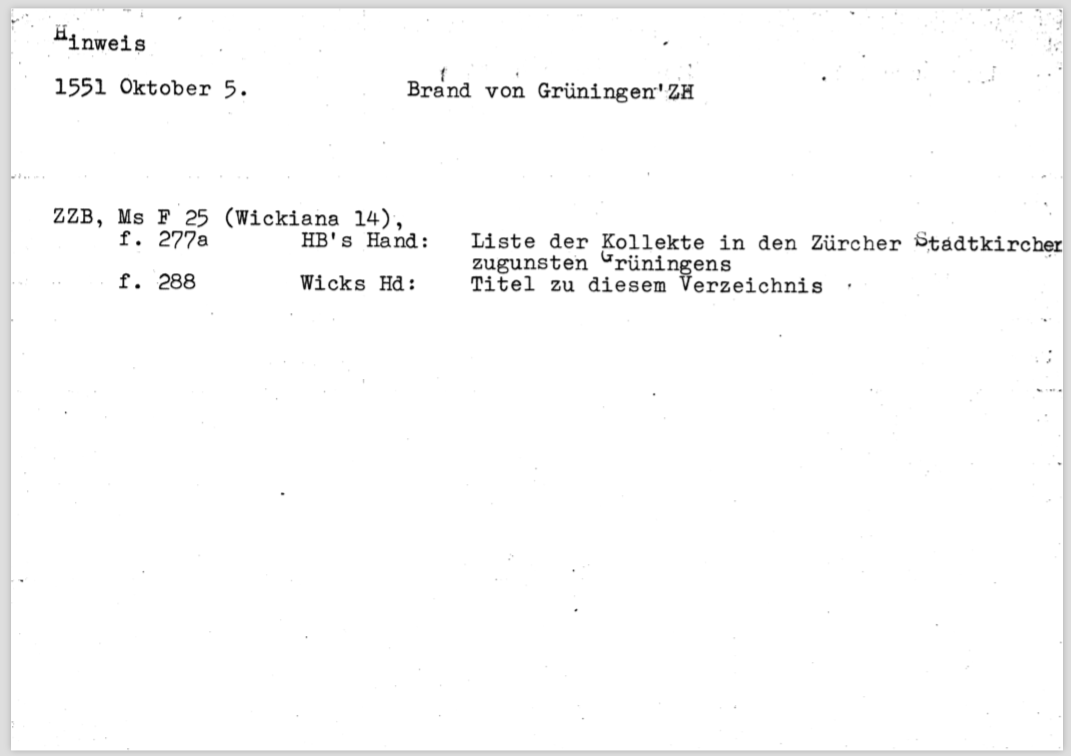 Hinweis
1551 Oktober 5. Brand von Grüningen'ZH
ZZB, Ms F 25 (Wickiana 14),
f. 277a HB's Hand: Liste der Kollekte in den Zürcher Stadtkircher
zugunsten Grüningens
f. 288 Wicks Hd: Titel zu diesem Verzeichnis